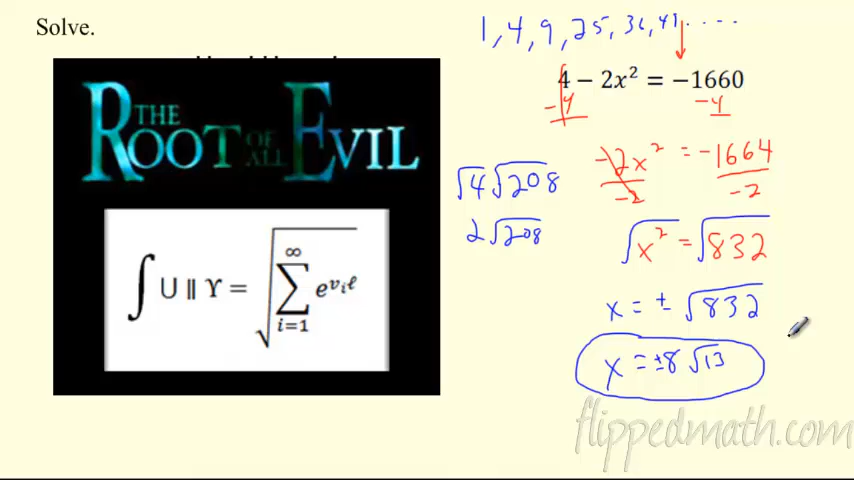 Solve.
1, 4, 9, 25, 36, 49 . . . .
4 − 2x² = −1660
−4 −4
THE ROOT OF ALL EVIL
−2x² = −1664
−2 −2
√4 √208
2 √208
√x² = √832
∫ U ∥ Υ = √∑ e^{v_i ℓ}
∞
i=1
x = ± √832
x = ±8 √13
flippedmath.com